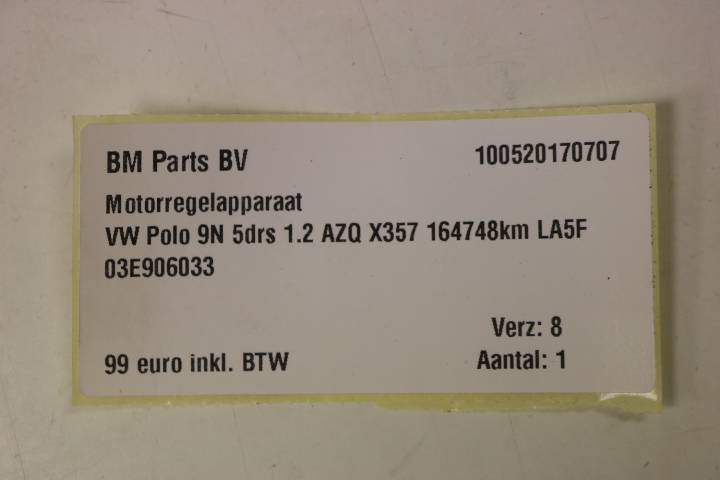 BM Parts BV 100520170707
Motorregelapparaat
VW Polo 9N 5drs 1.2 AZQ X357 164748km LA5F
03E906033
Verz: 8
99 euro inkl. BTW Aantal: 1